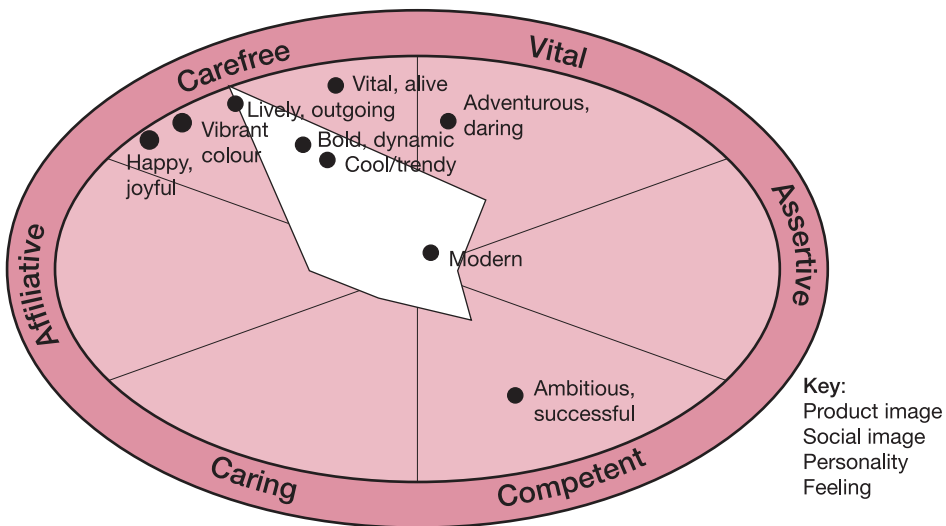 Carefree
Vital
Vital, alive
Lively, outgoing
Adventurous,
daring
Vibrant
colour
Bold, dynamic
Cool/trendy
Happy,
joyful
Assertive
Affiliative
Modern
Ambitious,
successful
Caring
Competent
Key:
Product image
Social image
Personality
Feeling